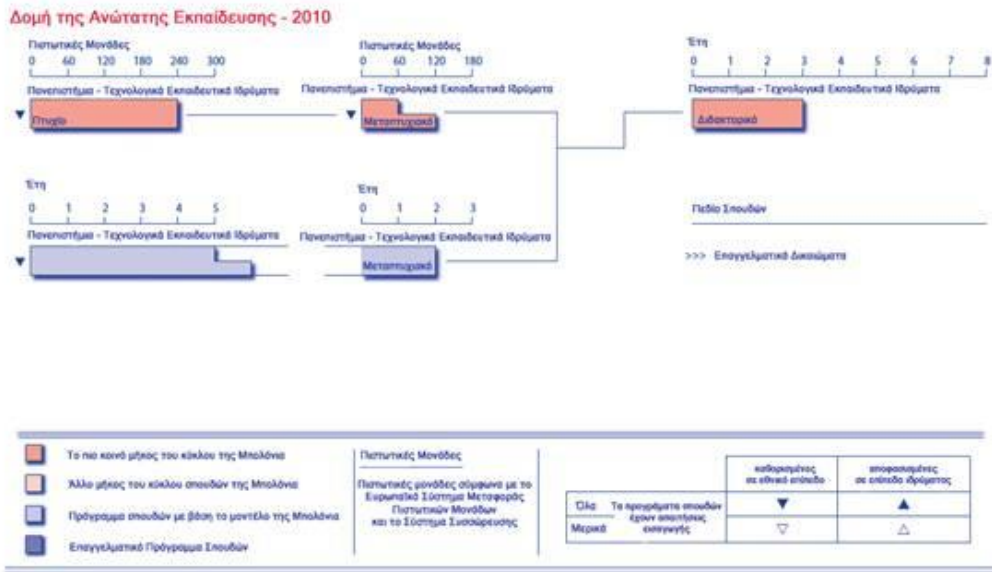 Δομή της Ανώτατης Εκπαίδευσης - 2010
Πιστωτικές Μονάδες
0 60 120 180 240 300
Πανεπιστήμια - Τεχνολογικά Εκπαιδευτικά Ιδρύματα
Πτυχίο
Πιστωτικές Μονάδες
0 60 120 180
Πανεπιστήμια - Τεχνολογικά Εκπαιδευτικά Ιδρύματα
Μεταπτυχιακό
Έτη
0 1 2 3 4 5 6 7 8
Πανεπιστήμια - Τεχνολογικά Εκπαιδευτικά Ιδρύματα
Διδακτορικό
Έτη
0 1 2 3 4 5
Πανεπιστήμια - Τεχνολογικά Εκπαιδευτικά Ιδρύματα
Έτη
0 1 2 3
Πανεπιστήμια - Τεχνολογικά Εκπαιδευτικά Ιδρύματα
Μεταπτυχιακό
Πεδίο Σπουδών
>>> Επαγγελματικά Δικαιώματα
Το πιο κοινό μήκος του κύκλου της Μπολόνια
Άλλο μήκος του κύκλου σπουδών της Μπολόνια
Πρόγραμμα σπουδών με βάση το μοντέλο της Μπολόνια
Επαγγελματικό Πρόγραμμα Σπουδών
Πιστωτικές Μονάδες
Πιστωτικές μονάδες σύμφωνα με το
Ευρωπαϊκό Σύστημα Μεταφοράς
Πιστωτικών Μονάδων
και το Σύστημα Συσσώρευσης
καθορισμένος
σε εθνικό επίπεδο
αποφασισμένος
σε επίπεδο ιδρύματος
Όλα Τα προγράμματα σπουδών
έχουν απαιτήσεις
Μερικά εισαγωγής